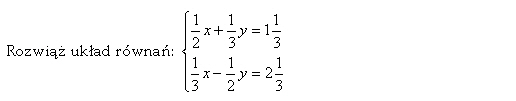 Rozwiąż układ równań: { 1/2 x + 1/3 y = 1 1/3
1/3 x − 1/2 y = 2 1/3